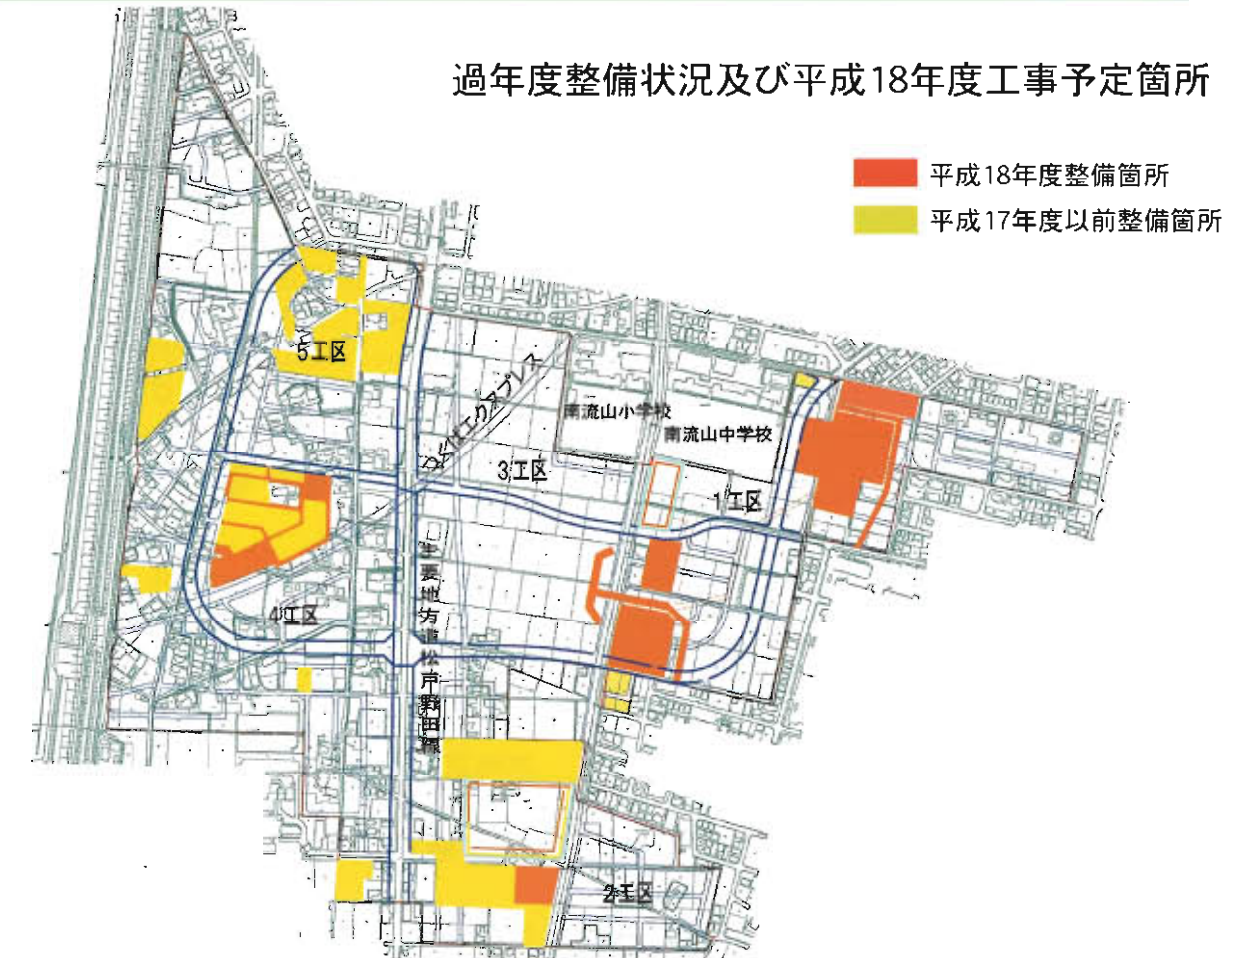 過年度整備状況及び平成18年度工事予定箇所
平成18年度整備箇所
平成17年度以前整備箇所
5工区
つくばエクスプレス
南流山小学校
南流山中学校
3工区
1工区
主要地方道松戸野田線
4工区
2工区